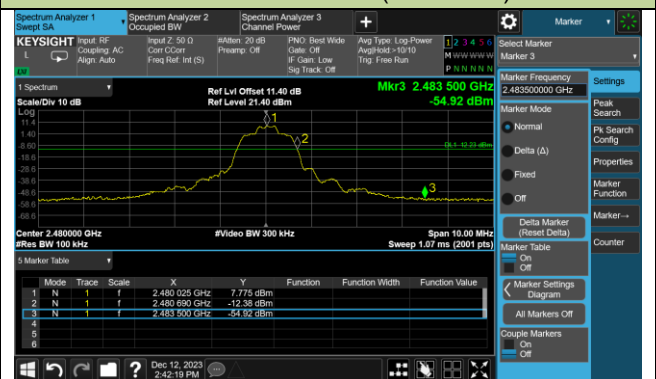 Spectrum Analyzer 1
Swept SA
Spectrum Analyzer 2
Occupied BW
Spectrum Analyzer 3
Channel Power
+
Marker
KEYSIGHT
L
Input: RF
Coupling: AC
Align: Auto
Input Z: 50 Ω
Corr CCorr
Freq Ref: Int (S)
#Atten: 20 dB
Preamp: Off
PNO: Best Wide
Gate: Off
IF Gain: Low
Sig Track: Off
Avg Type: Log-Power
Avg|Hold:>10/10
Trig: Free Run
1 2 3 4 5 6
M W W W W W
P N N N N N
Select Marker
Marker 3
1 Spectrum
Scale/Div 10 dB
Log
Ref Lvl Offset 11.40 dB
Ref Level 21.40 dBm
Mkr3 2.483 500 GHz
-54.92 dBm
11.4
1.40
-8.60
-18.6
-28.6
-38.6
-48.6
-58.6
-68.6
1
2
3
DL1 -12.23 dBm
Center 2.480000 GHz
#Res BW 100 kHz
#Video BW 300 kHz
Span 10.00 MHz
Sweep 1.07 ms (2001 pts)
5 Marker Table
Mode Trace Scale X Y Function Function Width Function Value
1 N 1 f 2.480 025 GHz 7.775 dBm
2 N 1 f 2.480 690 GHz -12.38 dBm
3 N 1 f 2.483 500 GHz -54.92 dBm
4
5
6
Marker Frequency
2.483500000 GHz
Marker Mode
Normal
Delta (Δ)
Fixed
Off
Delta Marker
(Reset Delta)
Marker Table
On
Off
Marker Settings
Diagram
All Markers Off
Couple Markers
On
Off
Settings
Peak
Search
Pk Search
Config
Properties
Marker
Function
Marker→
Counter
?
Dec 12, 2023
2:42:19 PM